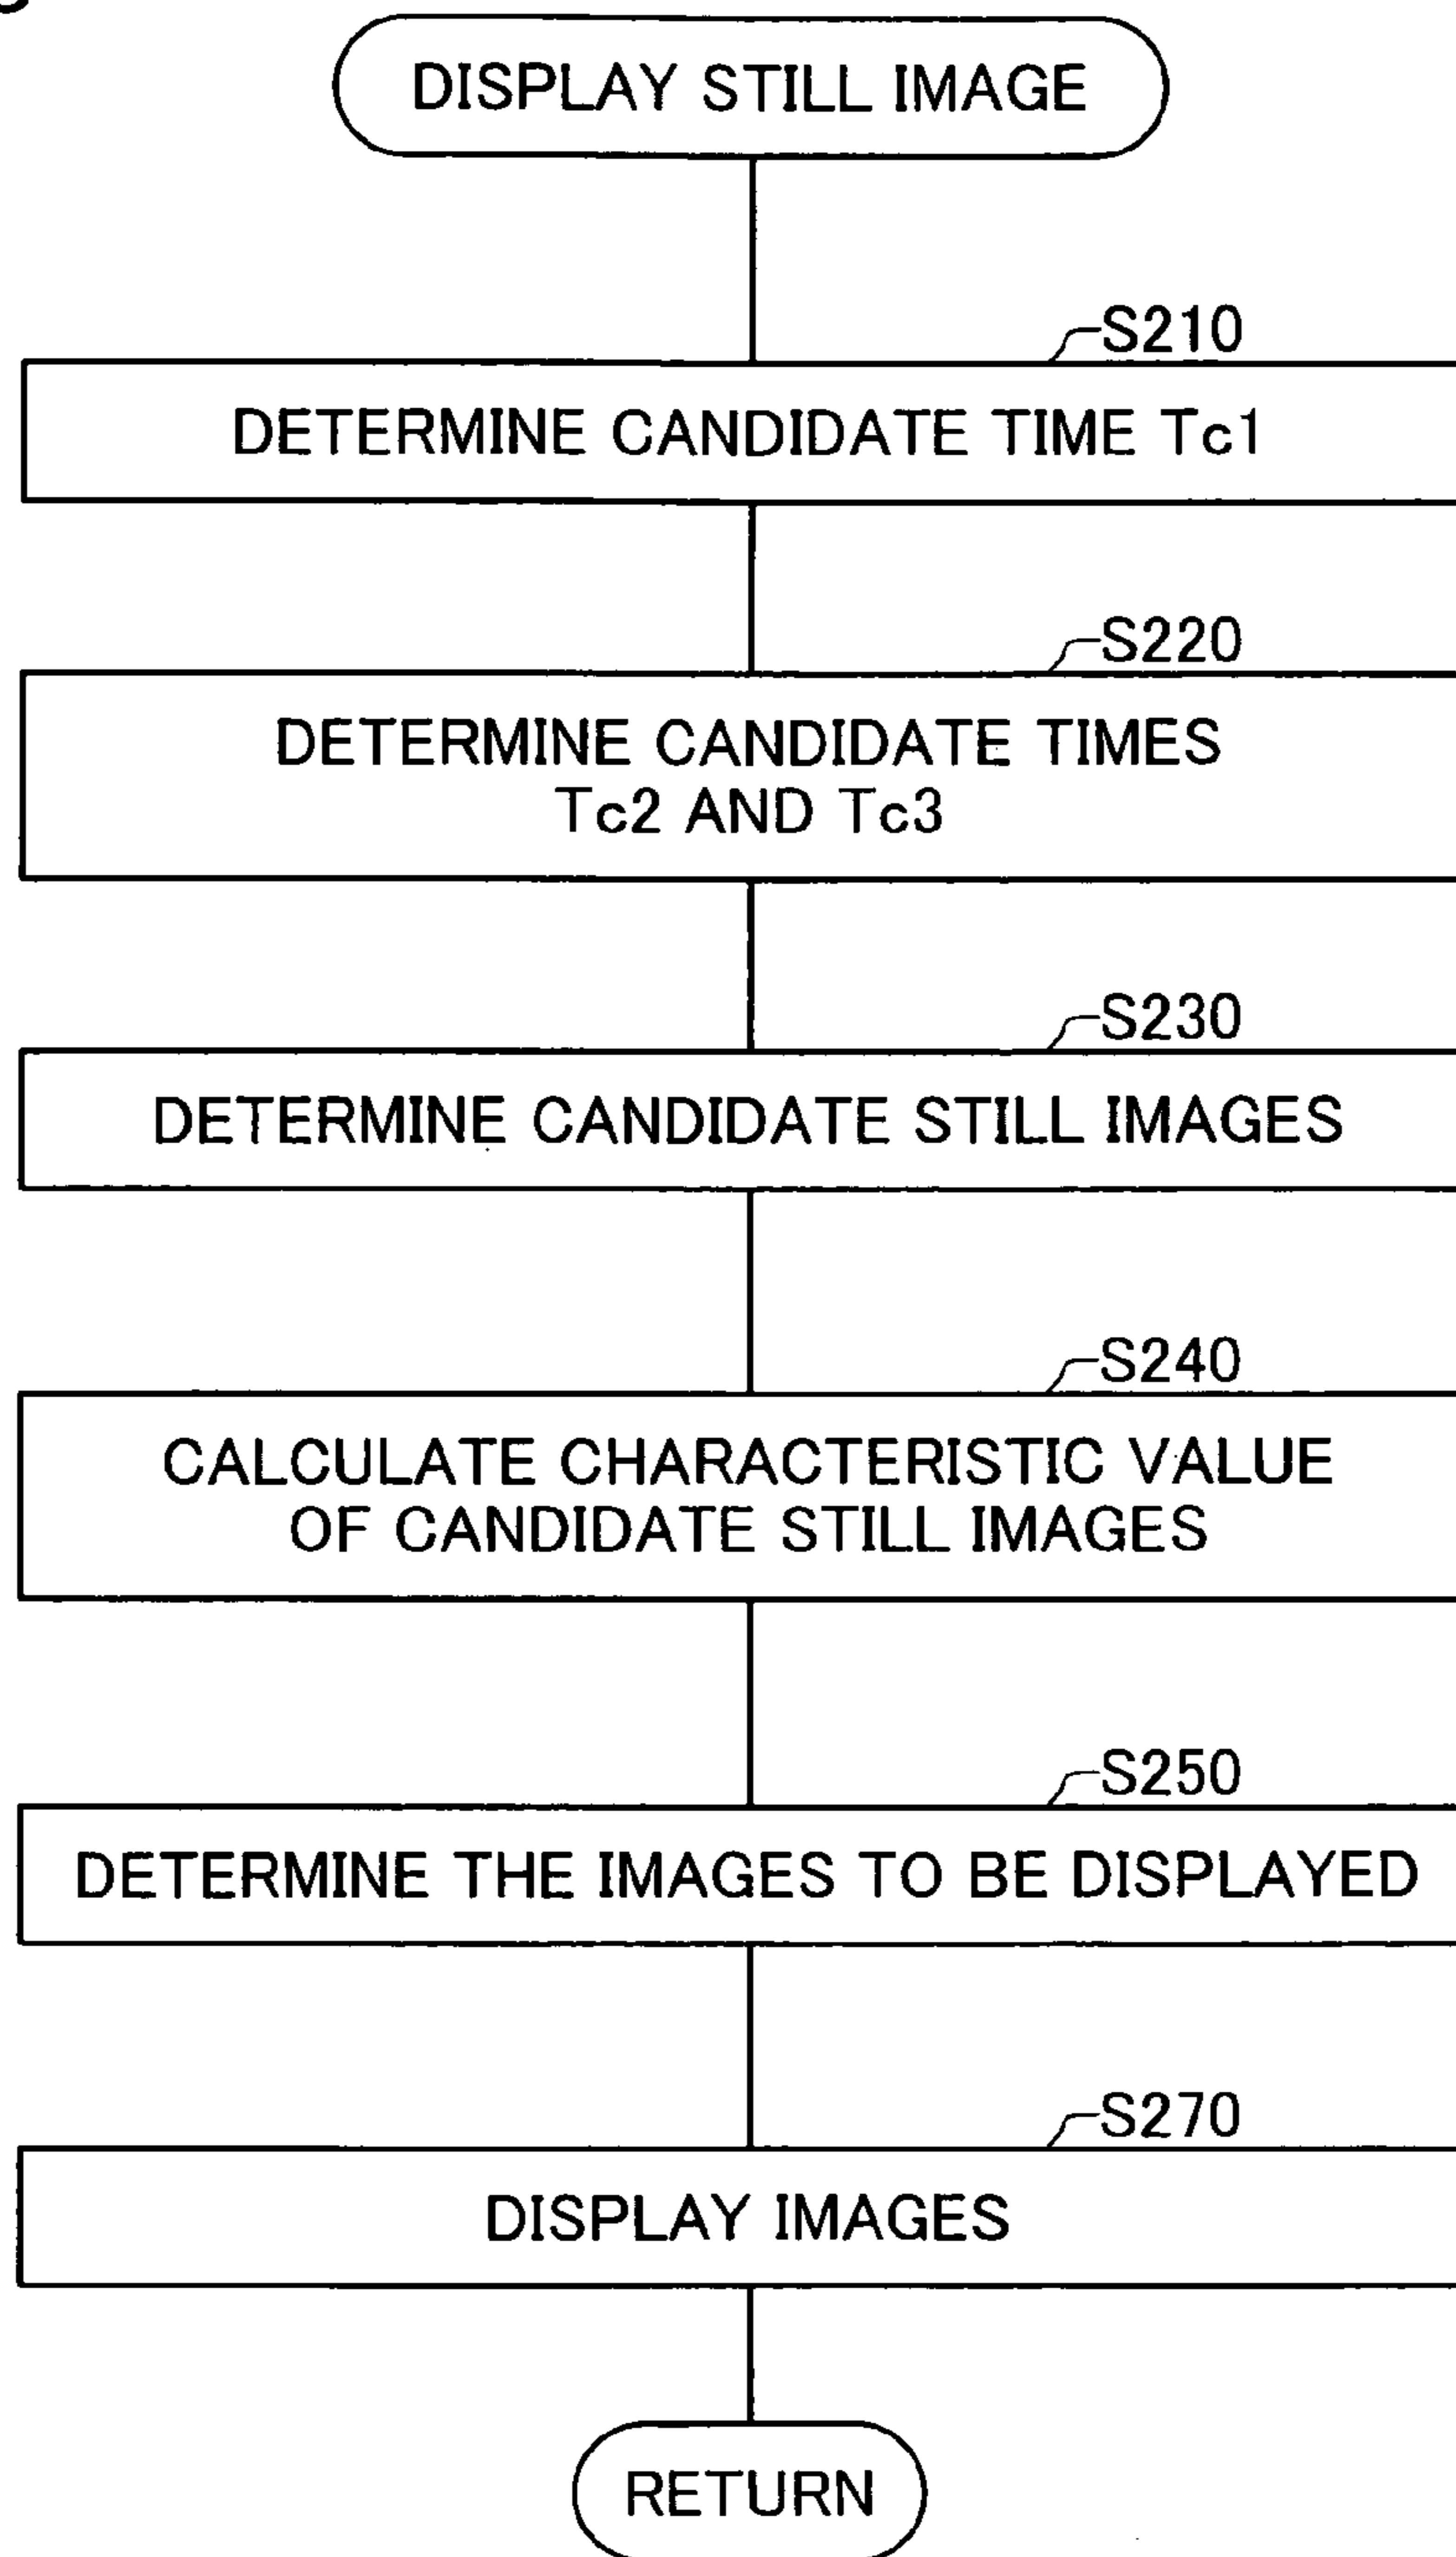 DISPLAY STILL IMAGE
S210
DETERMINE CANDIDATE TIME Tc1
S220
DETERMINE CANDIDATE TIMES
Tc2 AND Tc3
S230
DETERMINE CANDIDATE STILL IMAGES
S240
CALCULATE CHARACTERISTIC VALUE
OF CANDIDATE STILL IMAGES
S250
DETERMINE THE IMAGES TO BE DISPLAYED
S270
DISPLAY IMAGES
RETURN